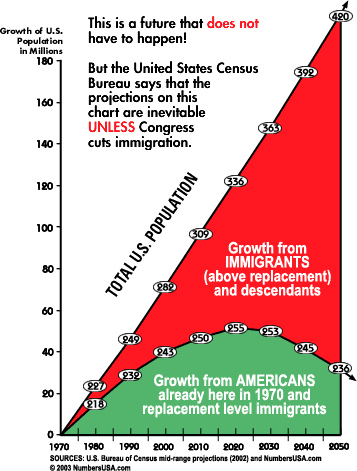 Growth of U.S.
Population
in Millions
This is a future that does not
have to happen!
But the United States Census
Bureau says that the
projections on this
chart are inevitable
UNLESS Congress
cuts immigration.
180
160
140
120
100
80
60
40
20
0
420
392
363
336
309
282
249
227
TOTAL U.S. POPULATION
Growth from
IMMIGRANTS
(above replacement)
and descendants
218
232
243
250
255
253
245
236
Growth from AMERICANS
already here in 1970 and
replacement level immigrants
1970 1980 1990 2000 2010 2020 2030 2040 2050
SOURCES: U.S. Bureau of Census mid-range projections (2002) and NumbersUSA.com
© 2003 NumbersUSA.com